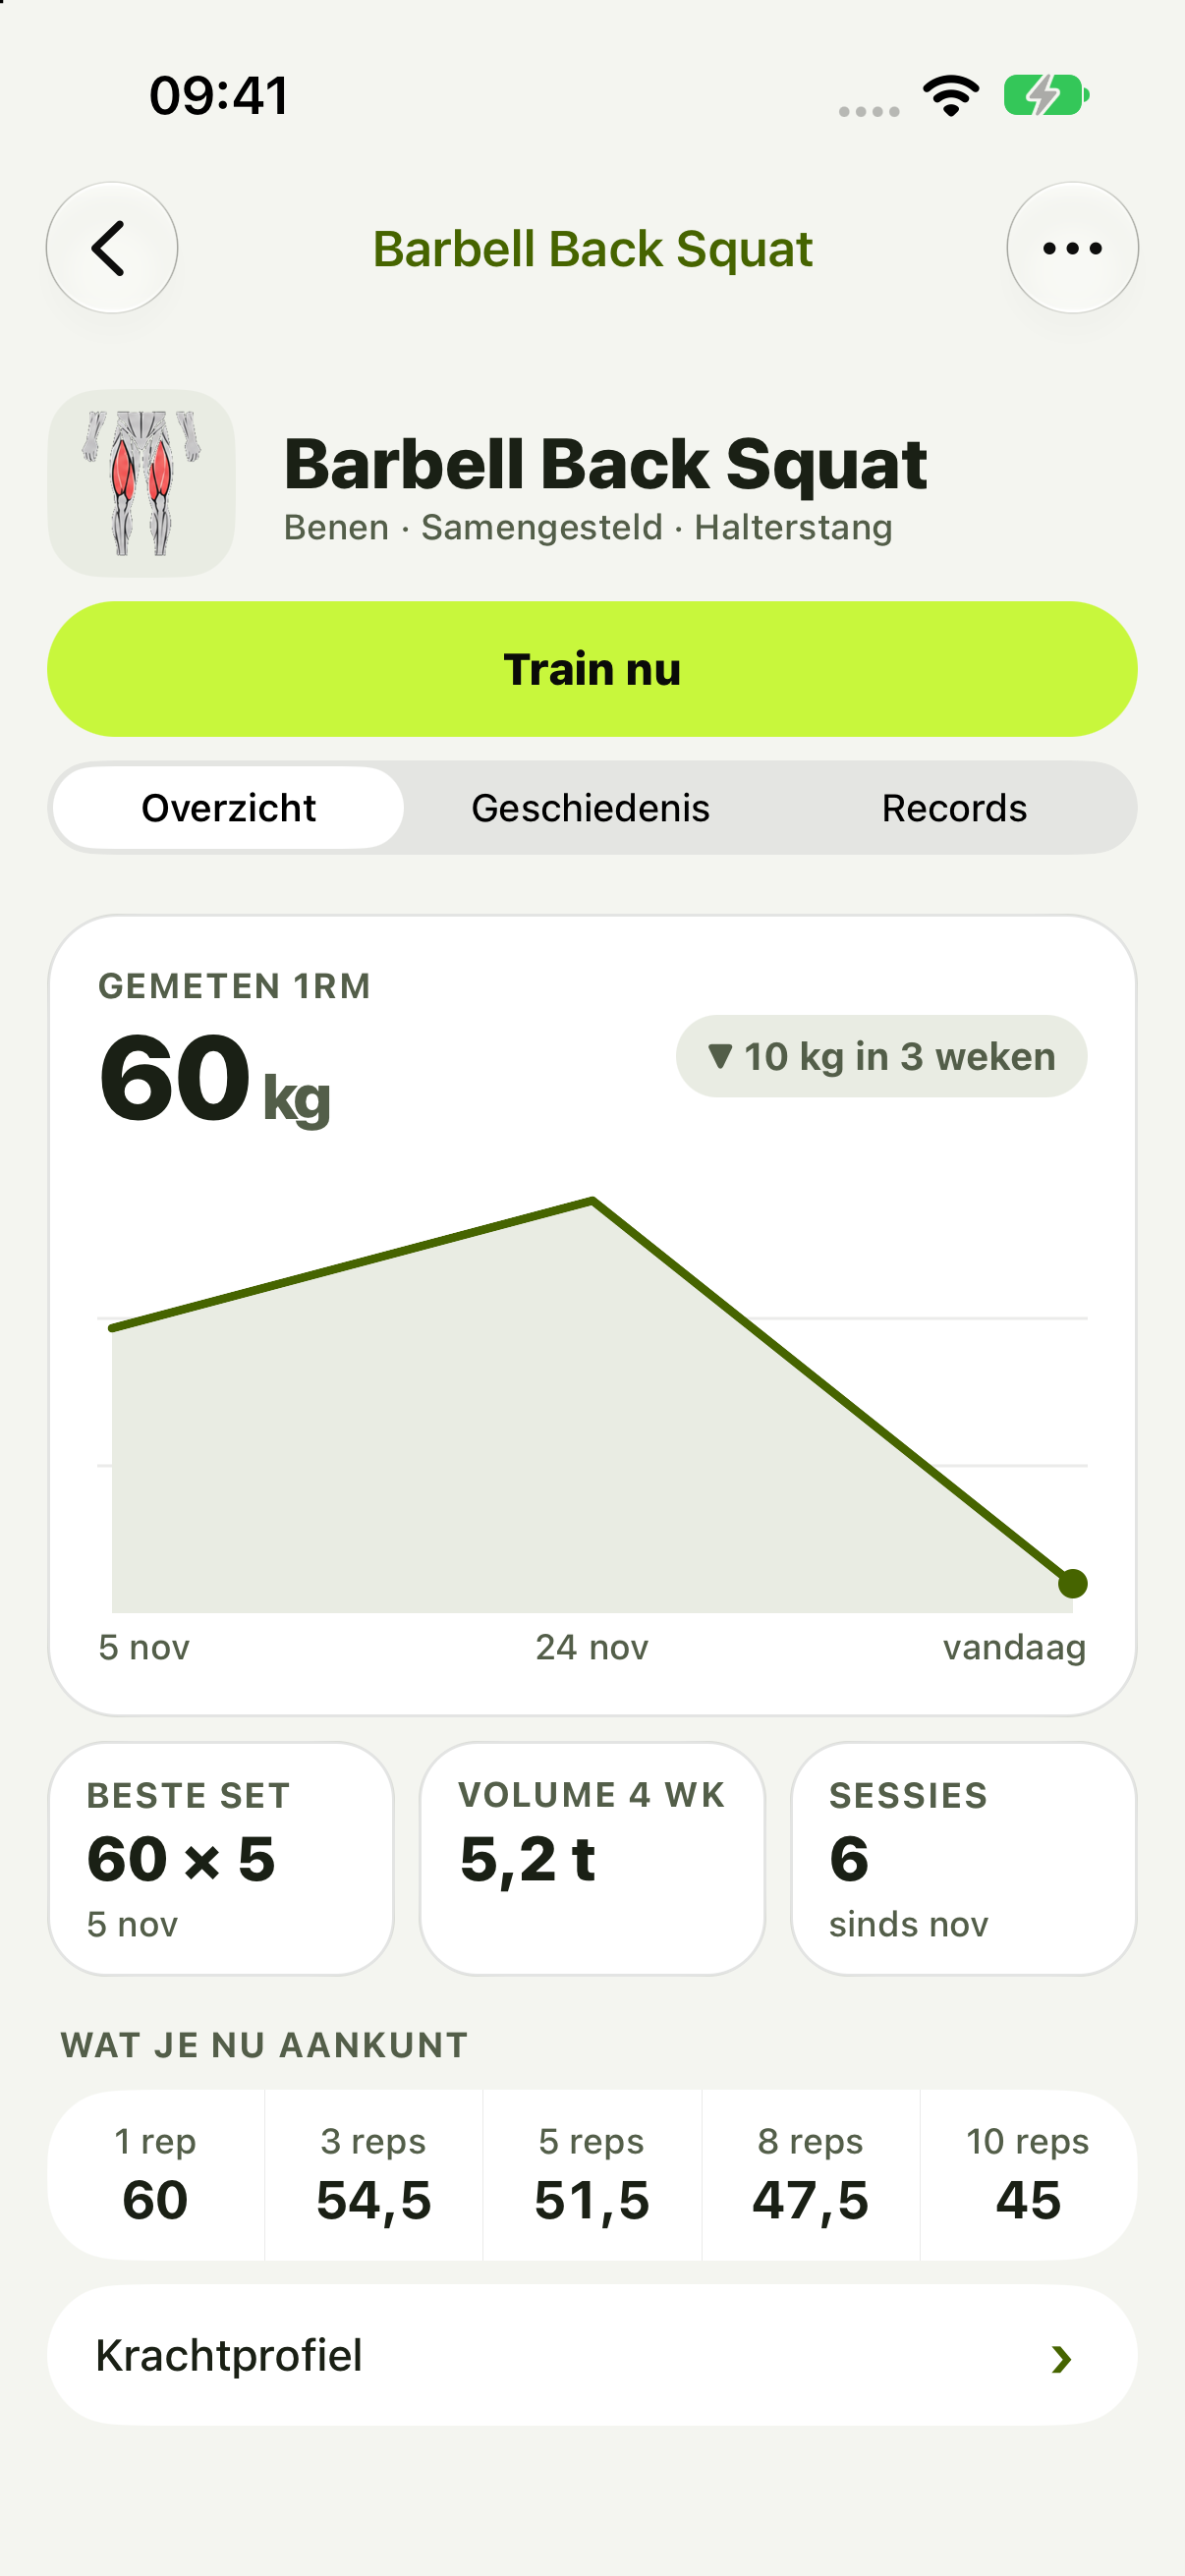 09:41
Barbell Back Squat
Barbell Back Squat
Benen · Samengesteld · Halterstang
Train nu
Overzicht Geschiedenis Records
GEMETEN 1RM
60 kg
▼ 10 kg in 3 weken
5 nov 24 nov vandaag
BESTE SET
60 × 5
5 nov
VOLUME 4 WK
5,2 t
SESSIES
6
sinds nov
WAT JE NU AANKUNT
1 rep 3 reps 5 reps 8 reps 10 reps
60 54,5 51,5 47,5 45
Krachtprofiel